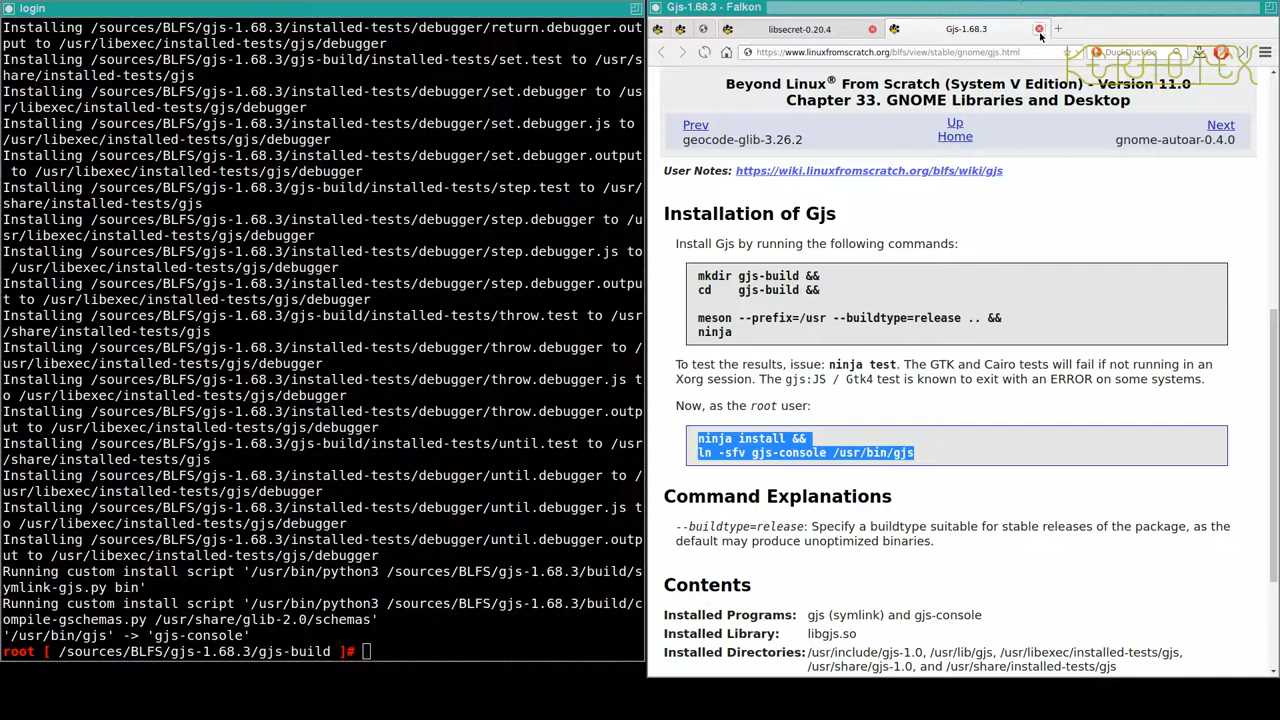 login
Installing /sources/BLFS/gjs-1.68.3/gjs-build/installed-tests/debugger/return.debugger.out
put to /usr/libexec/installed-tests/gjs/debugger
Installing /sources/BLFS/gjs-1.68.3/gjs-build/installed-tests/set.test to /usr/s
hare/installed-tests/gjs
Installing /sources/BLFS/gjs-1.68.3/installed-tests/debugger/set.debugger to /us
r/libexec/installed-tests/gjs/debugger
Installing /sources/BLFS/gjs-1.68.3/installed-tests/debugger/set.debugger.js to
/usr/libexec/installed-tests/gjs/debugger
Installing /sources/BLFS/gjs-1.68.3/installed-tests/debugger/set.debugger.output
 to /usr/libexec/installed-tests/gjs/debugger
Installing /sources/BLFS/gjs-1.68.3/gjs-build/installed-tests/step.test to /usr/
share/installed-tests/gjs
Installing /sources/BLFS/gjs-1.68.3/installed-tests/debugger/step.debugger to /u
sr/libexec/installed-tests/gjs/debugger
Installing /sources/BLFS/gjs-1.68.3/installed-tests/debugger/step.debugger.js to
 /usr/libexec/installed-tests/gjs/debugger
Installing /sources/BLFS/gjs-1.68.3/installed-tests/debugger/step.debugger.outpu
t to /usr/libexec/installed-tests/gjs/debugger
Installing /sources/BLFS/gjs-1.68.3/gjs-build/installed-tests/throw.test to /usr
/share/installed-tests/gjs
Installing /sources/BLFS/gjs-1.68.3/installed-tests/debugger/throw.debugger to /
usr/libexec/installed-tests/gjs/debugger
Installing /sources/BLFS/gjs-1.68.3/installed-tests/debugger/throw.debugger.js t
o /usr/libexec/installed-tests/gjs/debugger
Installing /sources/BLFS/gjs-1.68.3/installed-tests/debugger/throw.debugger.outp
ut to /usr/libexec/installed-tests/gjs/debugger
Installing /sources/BLFS/gjs-1.68.3/gjs-build/installed-tests/until.test to /usr
/share/installed-tests/gjs
Installing /sources/BLFS/gjs-1.68.3/installed-tests/debugger/until.debugger to /
usr/libexec/installed-tests/gjs/debugger
Installing /sources/BLFS/gjs-1.68.3/installed-tests/debugger/until.debugger.js t
o /usr/libexec/installed-tests/gjs/debugger
Installing /sources/BLFS/gjs-1.68.3/installed-tests/debugger/until.debugger.outp
ut to /usr/libexec/installed-tests/gjs/debugger
Running custom install script '/usr/bin/python3 /sources/BLFS/gjs-1.68.3/build/s
ymlink-gjs.py bin'
Running custom install script '/usr/bin/python3 /sources/BLFS/gjs-1.68.3/build/c
ompile-gschemas.py /usr/share/glib-2.0/schemas'
'/usr/bin/gjs' -> 'gjs-console'
root [ /sources/BLFS/gjs-1.68.3/gjs-build ]#
Gjs-1.68.3 - Falkon
libsecret-0.20.4
Gjs-1.68.3
https://www.linuxfromscratch.org/blfs/view/stable/gnome/gjs.html
DuckDuckGo
KERNOTEX
Beyond Linux® From Scratch (System V Edition) - Version 11.0
Chapter 33. GNOME Libraries and Desktop
Prev Up Next
geocode-glib-3.26.2 Home gnome-autoar-0.4.0
User Notes: https://wiki.linuxfromscratch.org/blfs/wiki/gjs
Installation of Gjs
Install Gjs by running the following commands:
mkdir gjs-build &&
cd    gjs-build &&
meson --prefix=/usr --buildtype=release .. &&
ninja
To test the results, issue: ninja test. The GTK and Cairo tests will fail if not running in an
Xorg session. The gjs:JS / Gtk4 test is known to exit with an ERROR on some systems.
Now, as the root user:
ninja install &&
ln -sfv gjs-console /usr/bin/gjs
Command Explanations
--buildtype=release: Specify a buildtype suitable for stable releases of the package, as the
default may produce unoptimized binaries.
Contents
Installed Programs: gjs (symlink) and gjs-console
Installed Library: libgjs.so
Installed Directories: /usr/include/gjs-1.0, /usr/lib/gjs, /usr/libexec/installed-tests/gjs,
/usr/share/gjs-1.0, and /usr/share/installed-tests/gjs